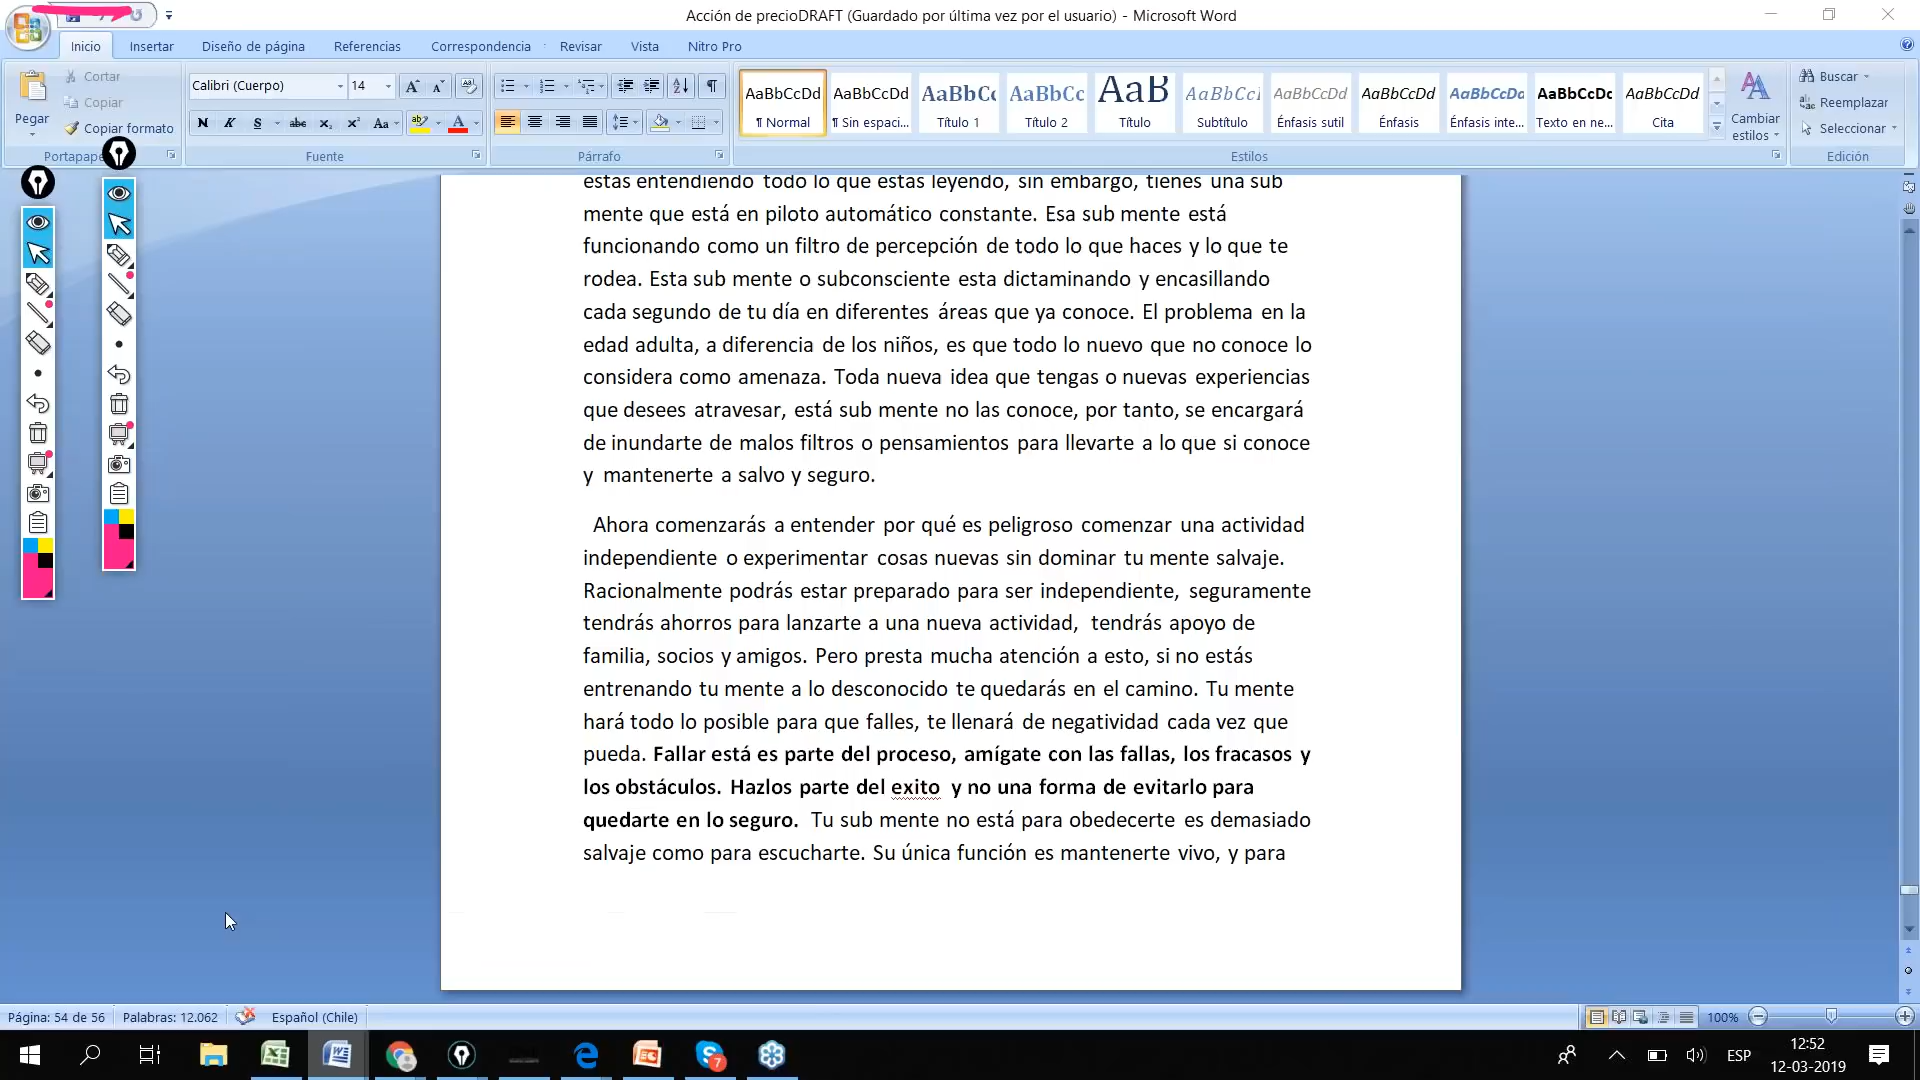 Acción de precioDRAFT (Guardado por última vez por el usuario) - Microsoft Word
Inicio Insertar Diseño de página Referencias Correspondencia Revisar Vista Nitro Pro
Pegar
Cortar
Copiar
Copiar formato
Calibri (Cuerpo) 14
N K S abc x₂ x² Aa
AaBbCcDd AaBbCcDd AaBbCc AaBbCc AaB AaBbCcI AaBbCcDd AaBbCcDd AaBbCcDd AaBbCcDc AaBbCcDd
¶ Normal ¶ Sin espaci... Título 1 Título 2 Título Subtítulo Énfasis sutil Énfasis Énfasis inte... Texto en ne... Cita
Cambiar estilos
Buscar
Reemplazar
Seleccionar
Portapape Fuente Párrafo Estilos Edición
estas entendiendo todo lo que estas leyendo, sin embargo, tienes una sub
mente que está en piloto automático constante. Esa sub mente está
funcionando como un filtro de percepción de todo lo que haces y lo que te
rodea. Esta sub mente o subconsciente esta dictaminando y encasillando
cada segundo de tu día en diferentes áreas que ya conoce. El problema en la
edad adulta, a diferencia de los niños, es que todo lo nuevo que no conoce lo
considera como amenaza. Toda nueva idea que tengas o nuevas experiencias
que desees atravesar, está sub mente no las conoce, por tanto, se encargará
de inundarte de malos filtros o pensamientos para llevarte a lo que si conoce
y mantenerte a salvo y seguro.
Ahora comenzarás a entender por qué es peligroso comenzar una actividad
independiente o experimentar cosas nuevas sin dominar tu mente salvaje.
Racionalmente podrás estar preparado para ser independiente, seguramente
tendrás ahorros para lanzarte a una nueva actividad, tendrás apoyo de
familia, socios y amigos. Pero presta mucha atención a esto, si no estás
entrenando tu mente a lo desconocido te quedarás en el camino. Tu mente
hará todo lo posible para que falles, te llenará de negatividad cada vez que
pueda. Fallar está es parte del proceso, amígate con las fallas, los fracasos y
los obstáculos. Hazlos parte del exito y no una forma de evitarlo para
quedarte en lo seguro. Tu sub mente no está para obedecerte es demasiado
salvaje como para escucharte. Su única función es mantenerte vivo, y para
Página: 54 de 56 Palabras: 12.062 Español (Chile) 100%
7 ESP 12:52
12-03-2019